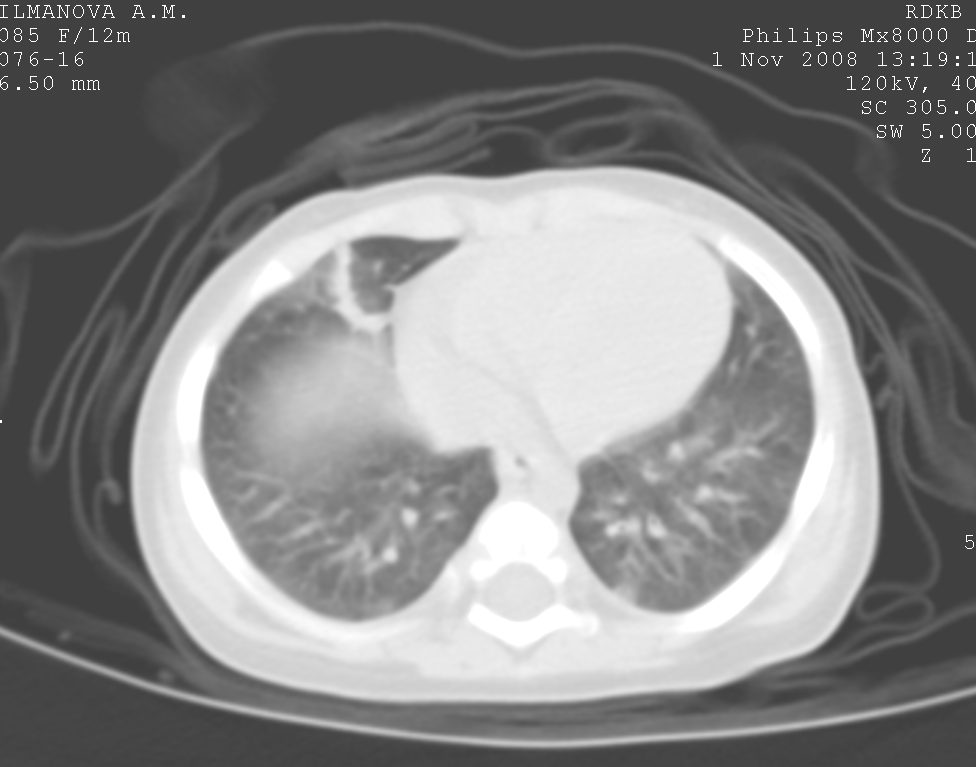 ILMANOVA A.M.
085 F/12m
076-16
6.50 mm
RDKB
Philips Mx8000 D
1 Nov 2008 13:19:1
120kV, 40
SC 305.0
SW 5.00
Z 1
5